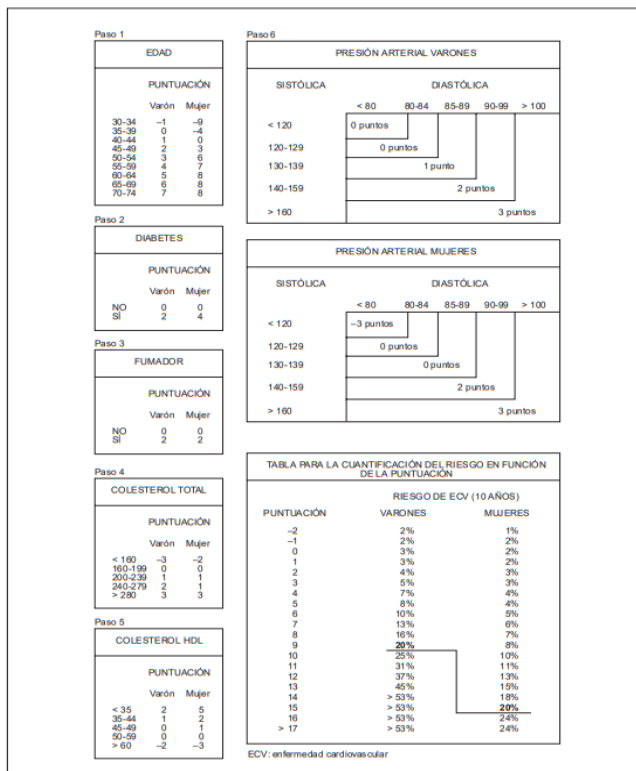 Paso 1
EDAD
PUNTUACIÓN
Varón Mujer
30-34 –1 –9
35-39 0 –4
40-44 1 0
45-49 2 3
50-54 3 6
55-59 4 7
60-64 5 8
65-69 6 8
70-74 7 8
Paso 2
DIABETES
PUNTUACIÓN
Varón Mujer
NO 0 0
SÍ 2 4
Paso 3
FUMADOR
PUNTUACIÓN
Varón Mujer
NO 0 0
SÍ 2 2
Paso 4
COLESTEROL TOTAL
PUNTUACIÓN
Varón Mujer
< 160 –3 –2
160-199 0 0
200-239 1 1
240-279 2 1
> 280 3 3
Paso 5
COLESTEROL HDL
PUNTUACIÓN
Varón Mujer
< 35 2 5
35-44 1 2
45-49 0 1
50-59 0 0
> 60 –2 –3
Paso 6
PRESIÓN ARTERIAL VARONES
SISTÓLICA DIASTÓLICA
< 80 80-84 85-89 90-99 > 100
< 120 0 puntos
120-129 0 puntos
130-139 1 punto
140-159 2 puntos
> 160 3 puntos
PRESIÓN ARTERIAL MUJERES
SISTÓLICA DIASTÓLICA
< 80 80-84 85-89 90-99 > 100
< 120 –3 puntos
120-129 0 puntos
130-139 0 puntos
140-159 2 puntos
> 160 3 puntos
TABLA PARA LA CUANTIFICACIÓN DEL RIESGO EN FUNCIÓN
DE LA PUNTUACIÓN
RIESGO DE ECV (10 AÑOS)
PUNTUACIÓN VARONES MUJERES
–2 2% 1%
–1 2% 2%
0 3% 2%
1 3% 2%
2 4% 3%
3 5% 3%
4 7% 4%
5 8% 4%
6 10% 5%
7 13% 6%
8 16% 7%
9 20% 8%
10 25% 10%
11 31% 11%
12 37% 13%
13 45% 15%
14 > 53% 18%
15 > 53% 20%
16 > 53% 24%
> 17 > 53% 24%
ECV: enfermedad cardiovascular